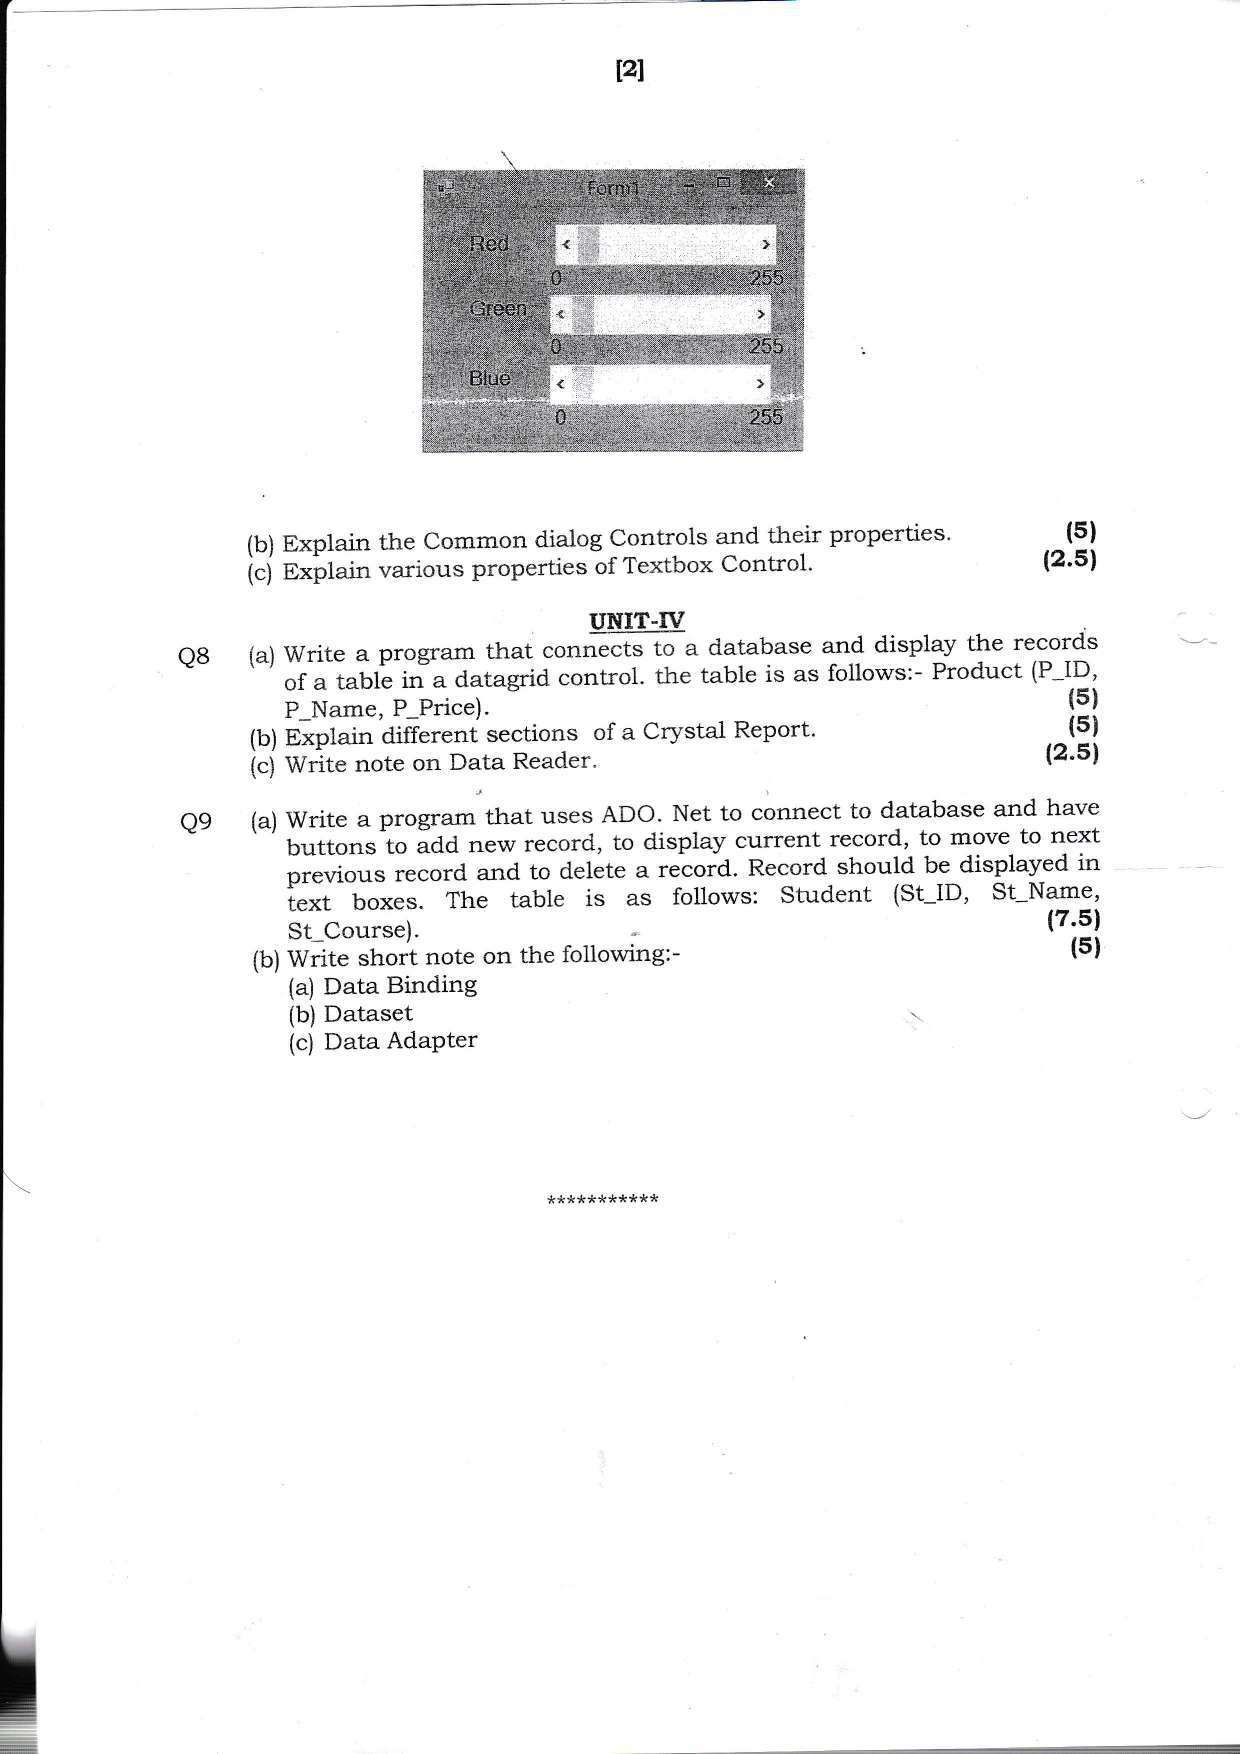 [2]
Form1
Red
0 255
Green
0 255
Blue
0 255
(b) Explain the Common dialog Controls and their properties. (5)
(c) Explain various properties of Textbox Control. (2.5)
UNIT-IV
Q8 (a) Write a program that connects to a database and display the records
of a table in a datagrid control. the table is as follows:- Product (P_ID,
P_Name, P_Price). (5)
(b) Explain different sections of a Crystal Report. (5)
(c) Write note on Data Reader. (2.5)
Q9 (a) Write a program that uses ADO. Net to connect to database and have
buttons to add new record, to display current record, to move to next
previous record and to delete a record. Record should be displayed in
text boxes. The table is as follows: Student (St_ID, St_Name,
St_Course). (7.5)
(b) Write short note on the following:- (5)
(a) Data Binding
(b) Dataset
(c) Data Adapter
***********